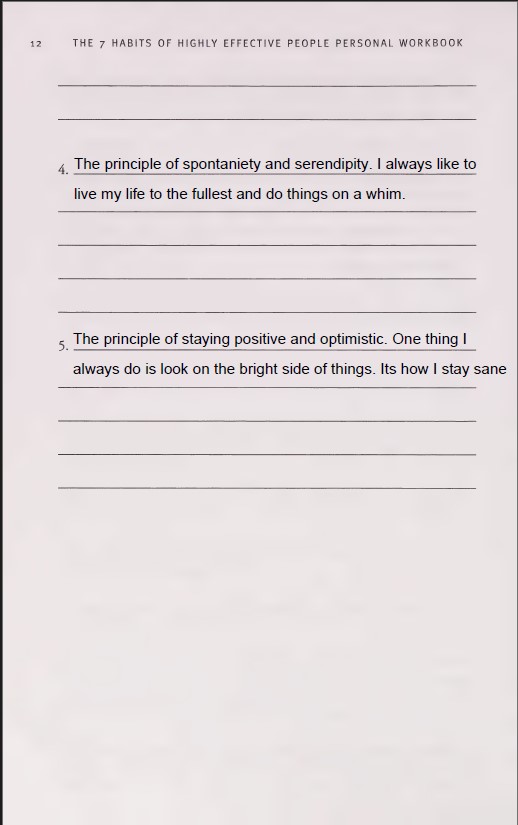 12 THE 7 HABITS OF HIGHLY EFFECTIVE PEOPLE PERSONAL WORKBOOK
4. The principle of spontaniety and serendipity. I always like to
live my life to the fullest and do things on a whim.
5. The principle of staying positive and optimistic. One thing I
always do is look on the bright side of things. Its how I stay sane